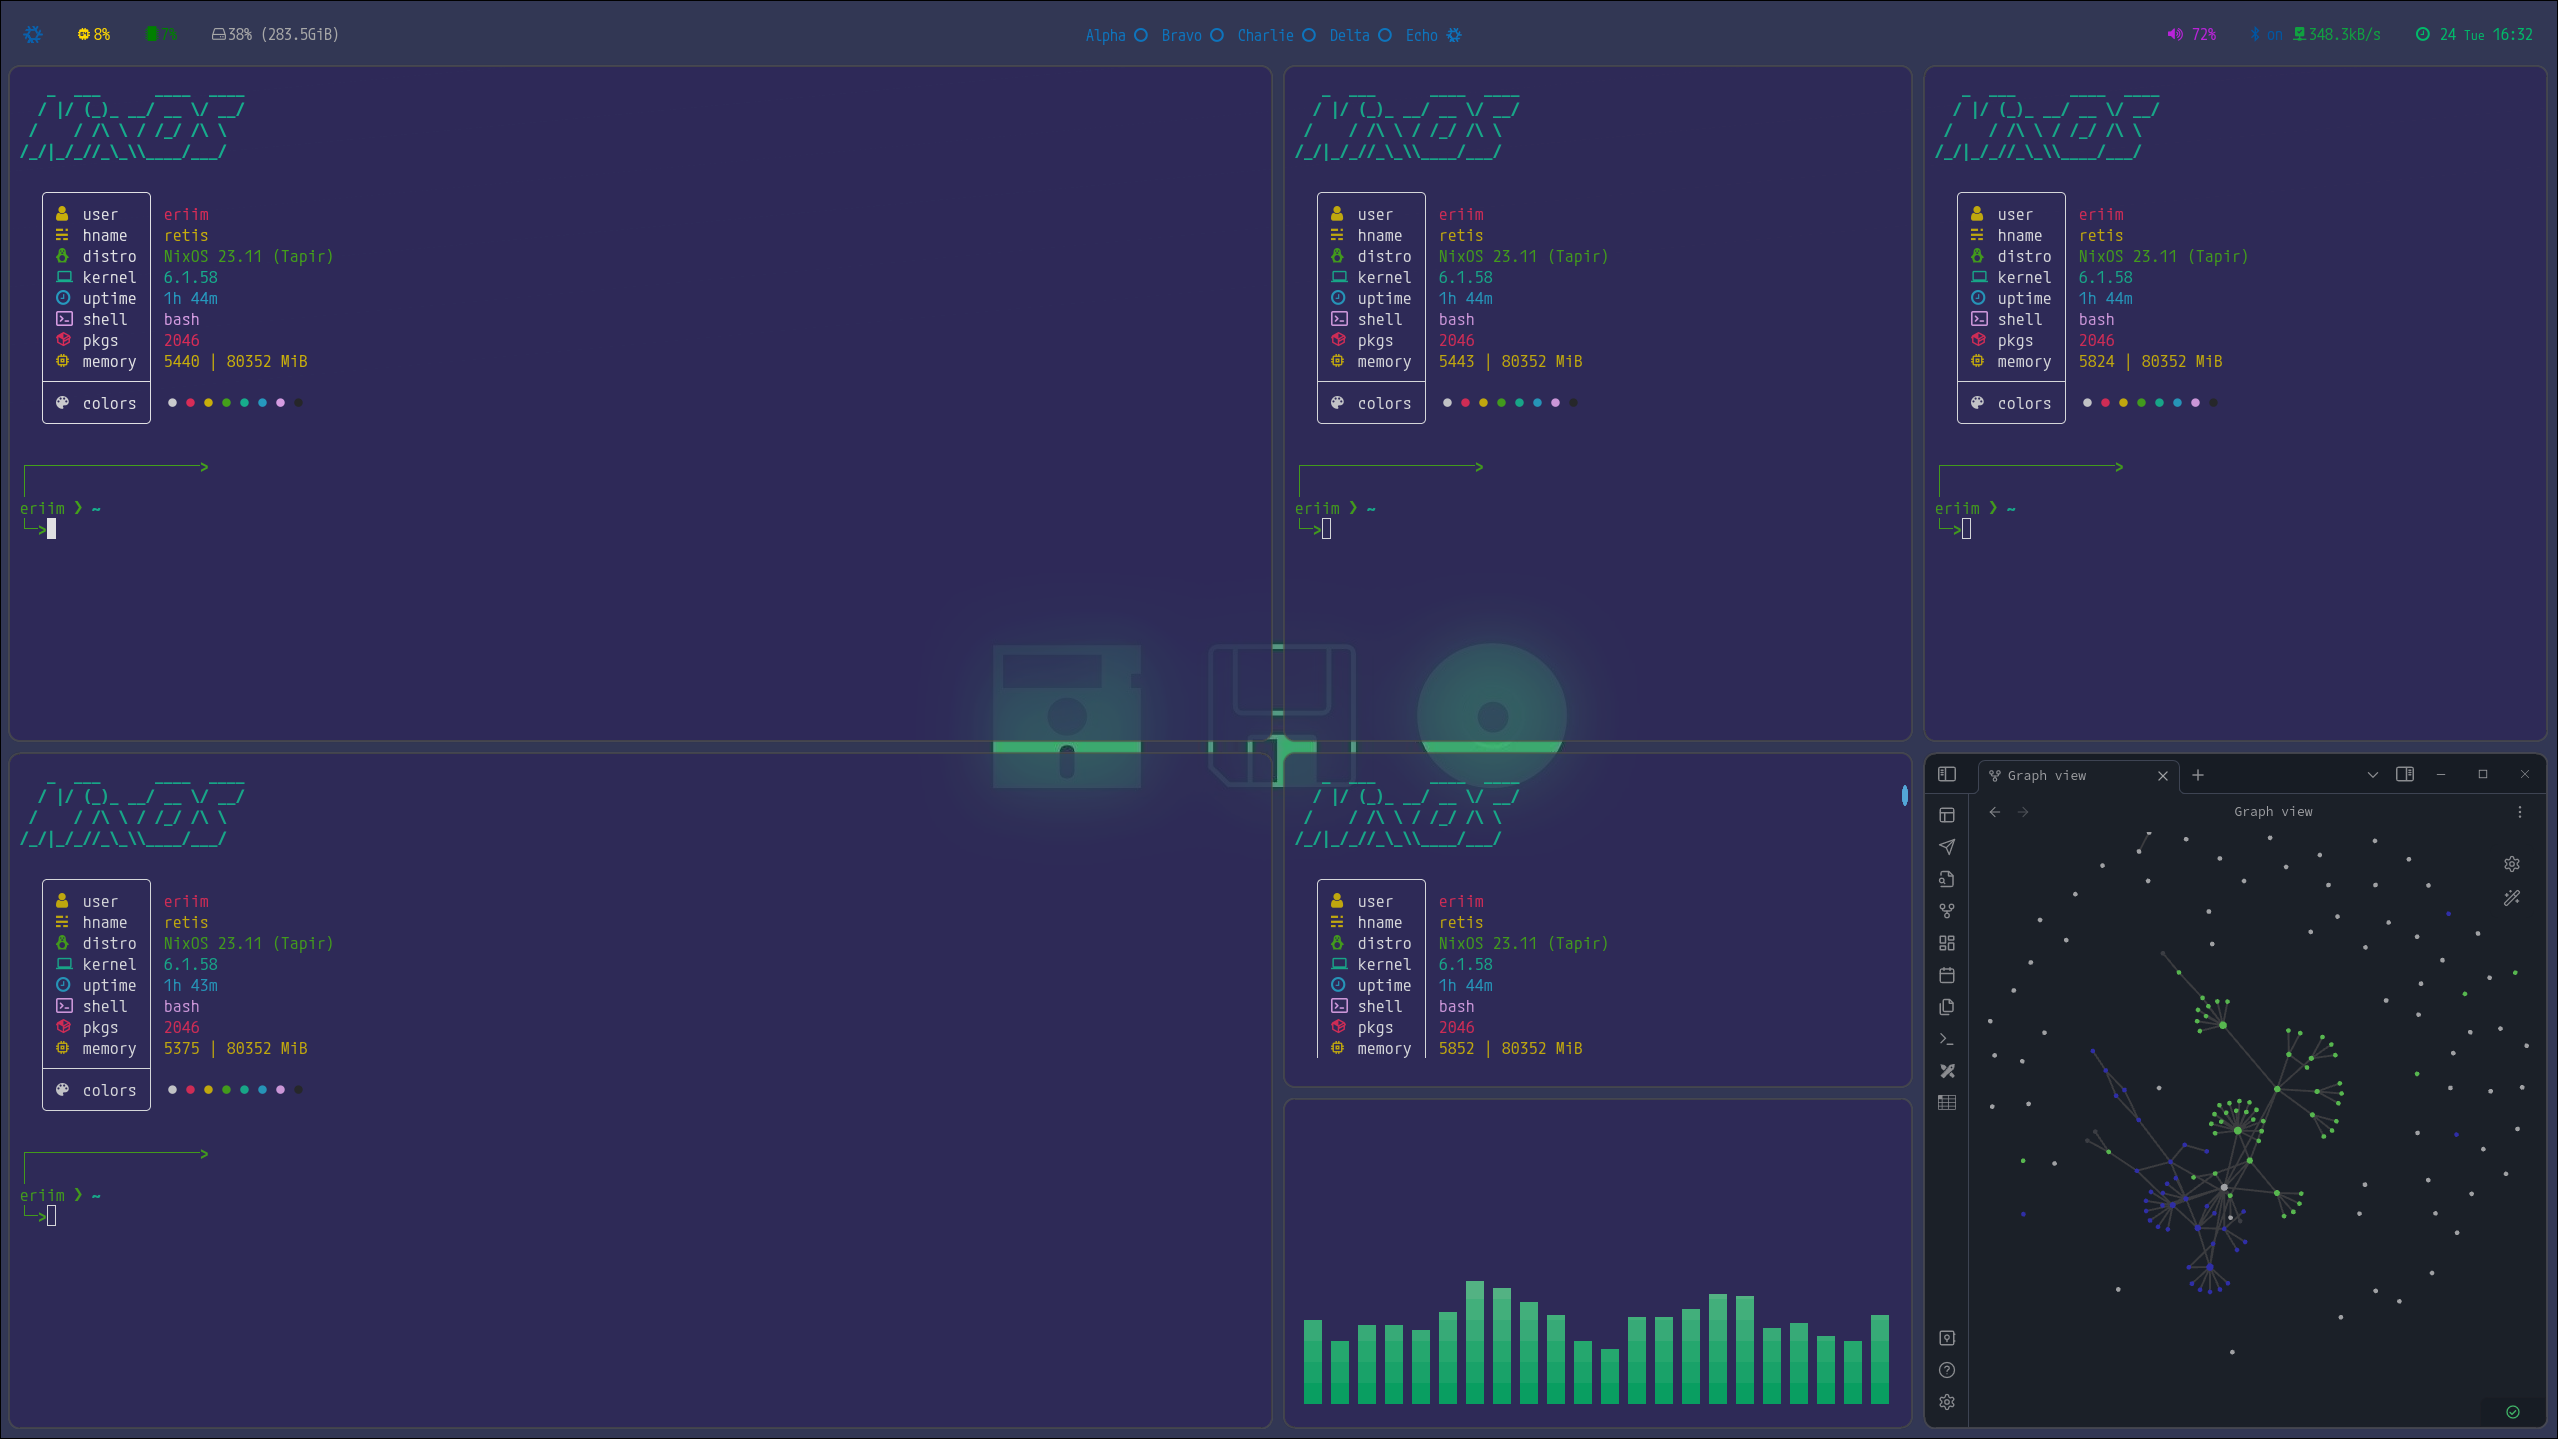 8% 7% 38% (283.5GiB) Alpha Bravo Charlie Delta Echo 72% on 348.3kB/s 24 Tue 16:32
user eriim
hname retis
distro NixOS 23.11 (Tapir)
kernel 6.1.58
uptime 1h 44m
shell bash
pkgs 2046
memory 5440 | 80352 MiB
colors
eriim ❯ ~
└─>
user eriim
hname retis
distro NixOS 23.11 (Tapir)
kernel 6.1.58
uptime 1h 44m
shell bash
pkgs 2046
memory 5443 | 80352 MiB
colors
eriim ❯ ~
└─>
user eriim
hname retis
distro NixOS 23.11 (Tapir)
kernel 6.1.58
uptime 1h 44m
shell bash
pkgs 2046
memory 5824 | 80352 MiB
colors
eriim ❯ ~
└─>
user eriim
hname retis
distro NixOS 23.11 (Tapir)
kernel 6.1.58
uptime 1h 43m
shell bash
pkgs 2046
memory 5375 | 80352 MiB
colors
eriim ❯ ~
└─>
user eriim
hname retis
distro NixOS 23.11 (Tapir)
kernel 6.1.58
uptime 1h 44m
shell bash
pkgs 2046
memory 5852 | 80352 MiB
Graph view
Graph view